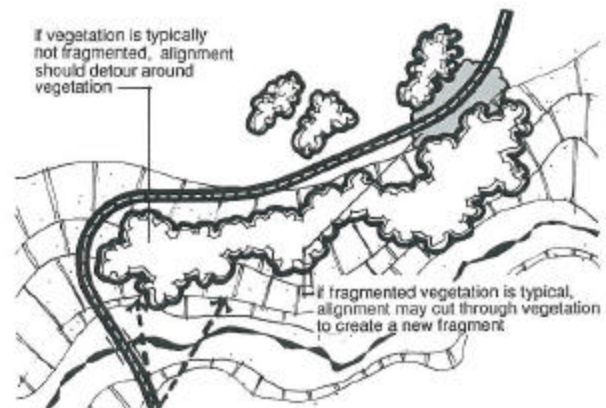 if vegetation is typically
not fragmented, alignment
should detour around
vegetation
if fragmented vegetation is typical,
alignment may cut through vegetation
to create a new fragment